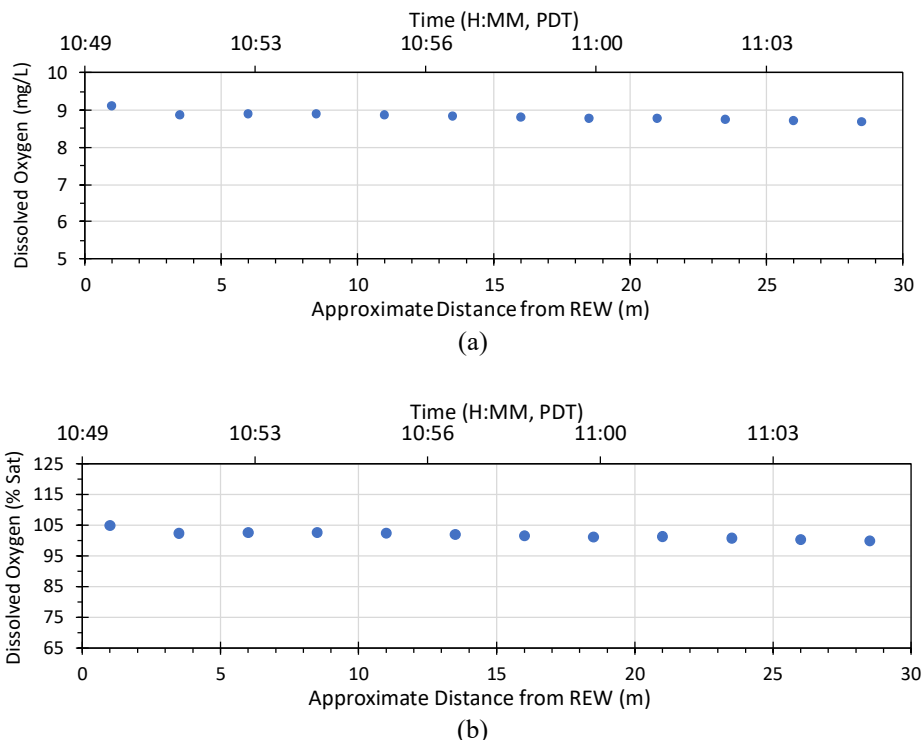 Time (H:MM, PDT)
10:49 10:53 10:56 11:00 11:03
10
9
8
7
6
5
Dissolved Oxygen (mg/L)
0 5 10 15 20 25 30
Approximate Distance from REW (m)
(a)
Time (H:MM, PDT)
10:49 10:53 10:56 11:00 11:03
125
115
105
95
85
75
65
Dissolved Oxygen (% Sat)
0 5 10 15 20 25 30
Approximate Distance from REW (m)
(b)